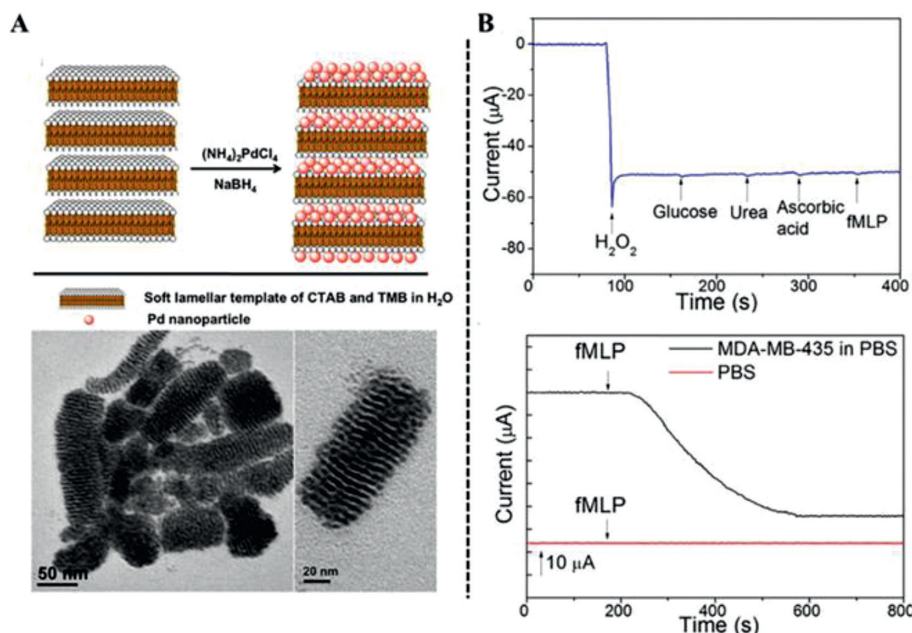 A
(NH4)2PdCl4
NaBH4
Soft lamellar template of CTAB and TMB in H2O
Pd nanoparticle
50 nm
20 nm
B
Current (μA)
0
-20
-40
-60
-80
H2O2
Glucose
Urea
Ascorbic
acid
fMLP
0
100
200
300
400
Time (s)
Current (μA)
fMLP
MDA-MB-435 in PBS
PBS
fMLP
10 μA
0
200
400
600
800
Time (s)